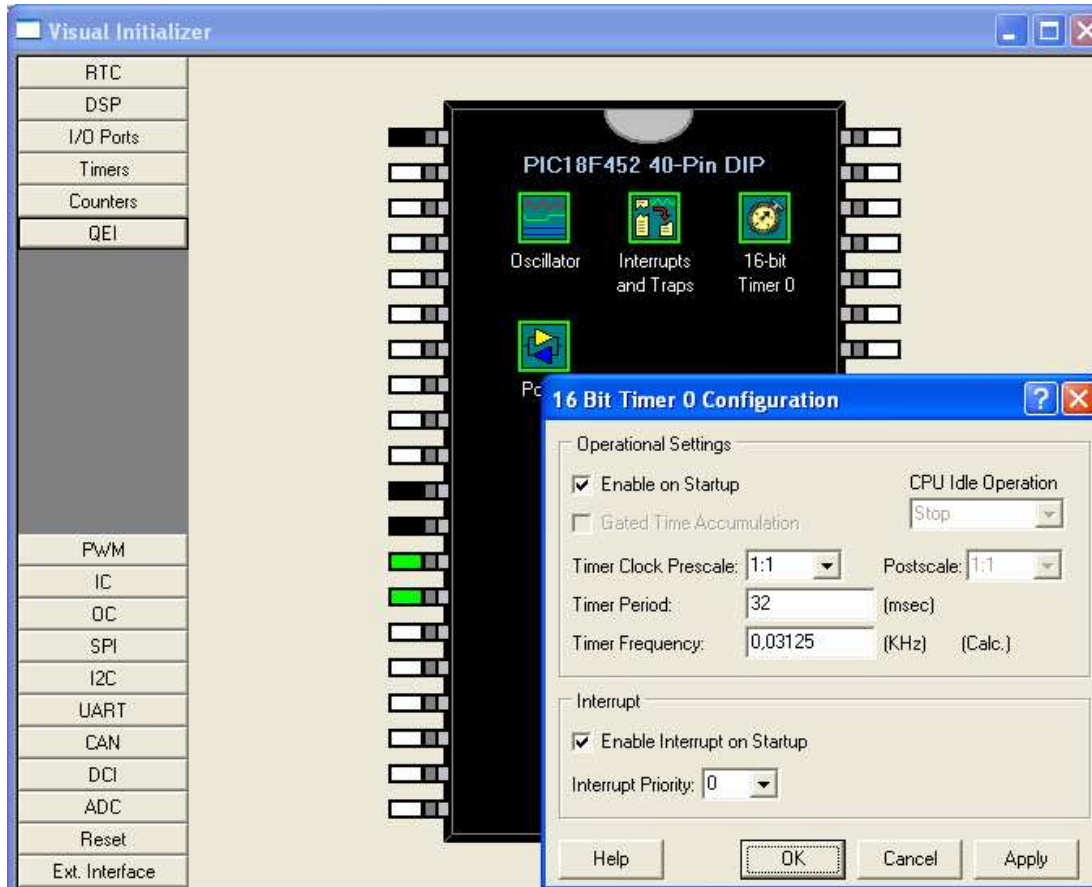 Visual Initializer
RTC
DSP
I/O Ports
Timers
Counters
QEI
PWM
IC
OC
SPI
I2C
UART
CAN
DCI
ADC
Reset
Ext. Interface
PIC18F452 40-Pin DIP
Oscillator
Interrupts
and Traps
16-bit
Timer 0
16 Bit Timer 0 Configuration
Operational Settings
Enable on Startup
CPU Idle Operation
Gated Time Accumulation
Stop
Timer Clock Prescale: 1:1
Postscale: 1:1
Timer Period: 32 (msec)
Timer Frequency: 0,03125 (KHz) (Calc.)
Interrupt
Enable Interrupt on Startup
Interrupt Priority: 0
Help OK Cancel Apply